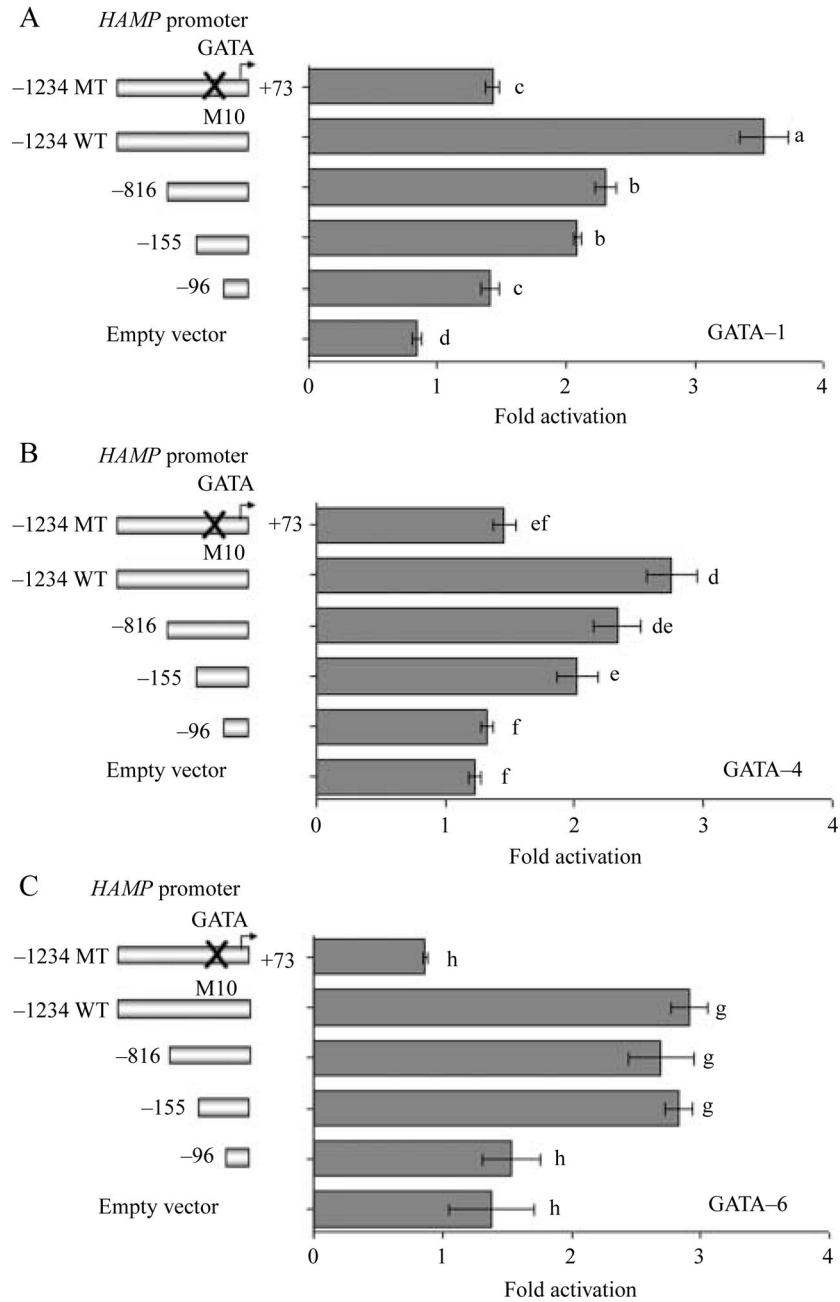 A
HAMP promoter
GATA
–1234 MT +73 c
M10
–1234 WT a
–816 b
–155 b
–96 c
Empty vector d GATA–1
0 1 2 3 4
Fold activation
B
HAMP promoter
GATA
–1234 MT +73 ef
M10
–1234 WT d
–816 de
–155 e
–96 f
Empty vector f GATA–4
0 1 2 3 4
Fold activation
C
HAMP promoter
GATA
–1234 MT +73 h
M10
–1234 WT g
–816 g
–155 g
–96 h
Empty vector h GATA–6
0 1 2 3 4
Fold activation